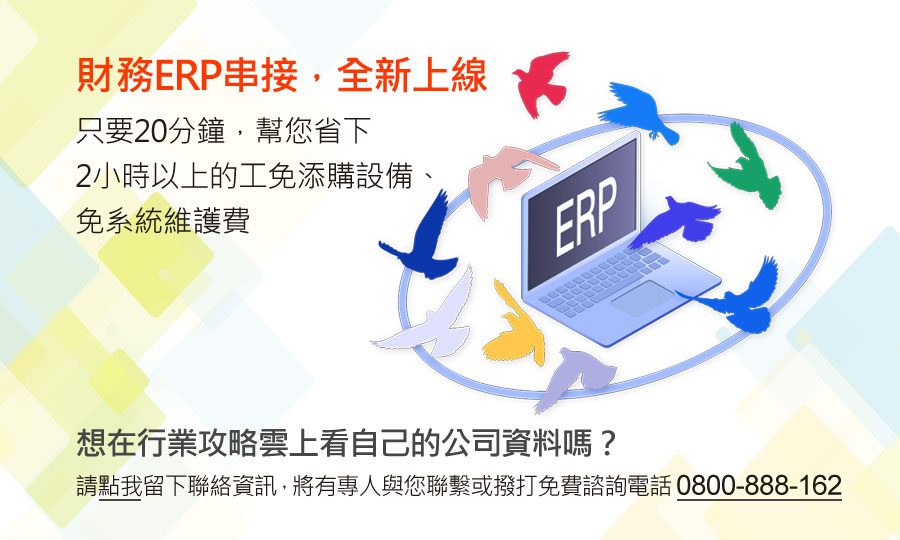 財務ERP串接，全新上線
只要20分鐘，幫您省下
2小時以上的工免添購設備、
免系統維護費
ERP
想在行業攻略雲上看自己的公司資料嗎？
請點我留下聯絡資訊，將有專人與您聯繫或撥打免費諮詢電話 0800-888-162